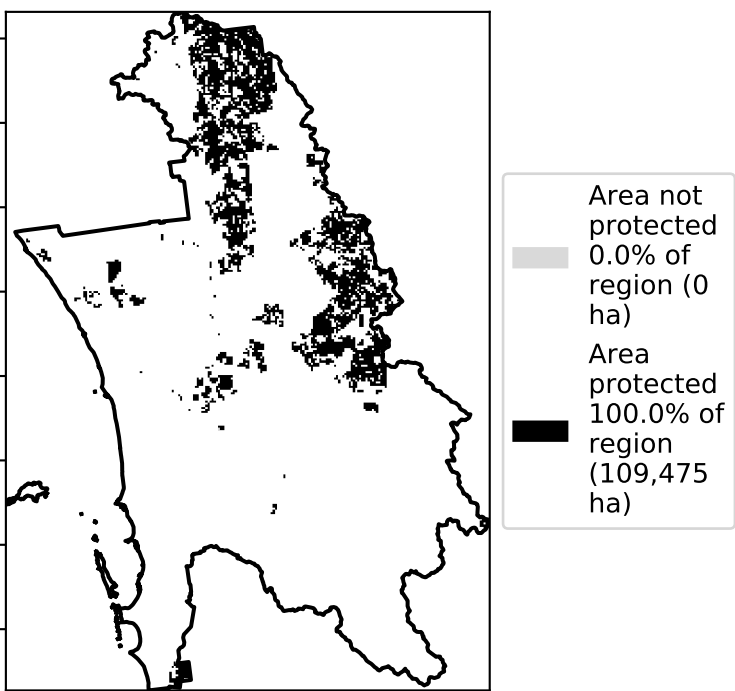 Area not
protected
0.0% of
region (0
ha)
Area
protected
100.0% of
region
(109,475
ha)